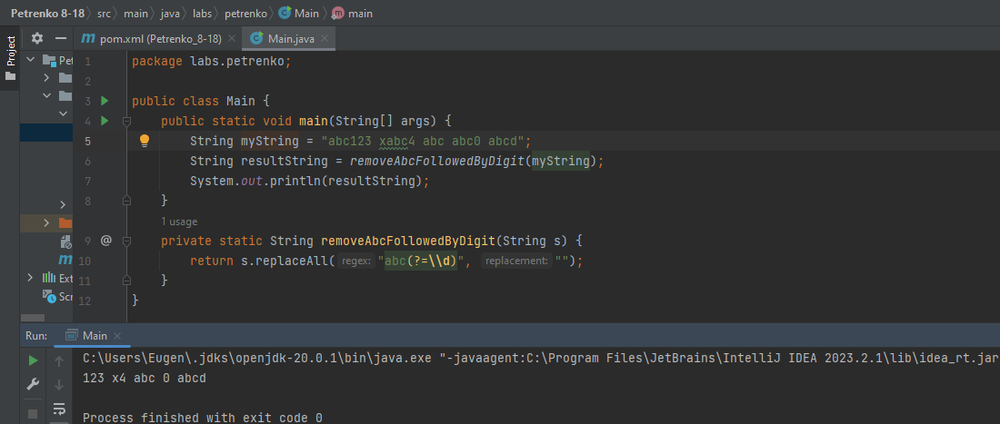 Petrenko 8-18 src main java labs petrenko Main main
Project
pom.xml (Petrenko_8-18) Main.java
1 package labs.petrenko;
2
3 public class Main {
4 public static void main(String[] args) {
5 String myString = "abc123 xabc4 abc abc0 abcd";
6 String resultString = removeAbcFollowedByDigit(myString);
7 System.out.println(resultString);
8 }
1 usage
9 @ private static String removeAbcFollowedByDigit(String s) {
10 return s.replaceAll( regex: "abc(?=\\d)", replacement: "");
11 }
12 }
Pet
Ext
Scr
Run: Main
C:\Users\Eugen\.jdks\openjdk-20.0.1\bin\java.exe "-javaagent:C:\Program Files\JetBrains\IntelliJ IDEA 2023.2.1\lib\idea_rt.jar
123 x4 abc 0 abcd
Process finished with exit code 0